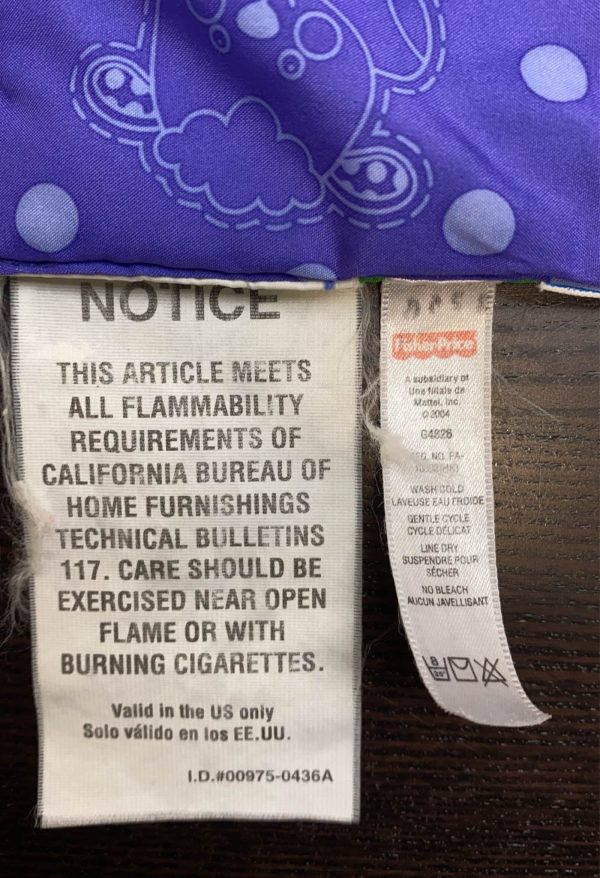 NOTICE
THIS ARTICLE MEETS
ALL FLAMMABILITY
REQUIREMENTS OF
CALIFORNIA BUREAU OF
HOME FURNISHINGS
TECHNICAL BULLETINS
117. CARE SHOULD BE
EXERCISED NEAR OPEN
FLAME OR WITH
BURNING CIGARETTES.
Valid in the US only
Solo válido en los EE.UU.
I.D.#00975-0436A
Fisher-Price
A subsidiary of
Une filiale de
Mattel, Inc.
©2004
G4826
NO. PA-
WASH COLD
LAVEUSE EAU FROIDE
GENTLE CYCLE
CYCLE DÉLICAT
LINE DRY
SUSPENDRE POUR
SÉCHER
NO BLEACH
AUCUN JAVELLISANT